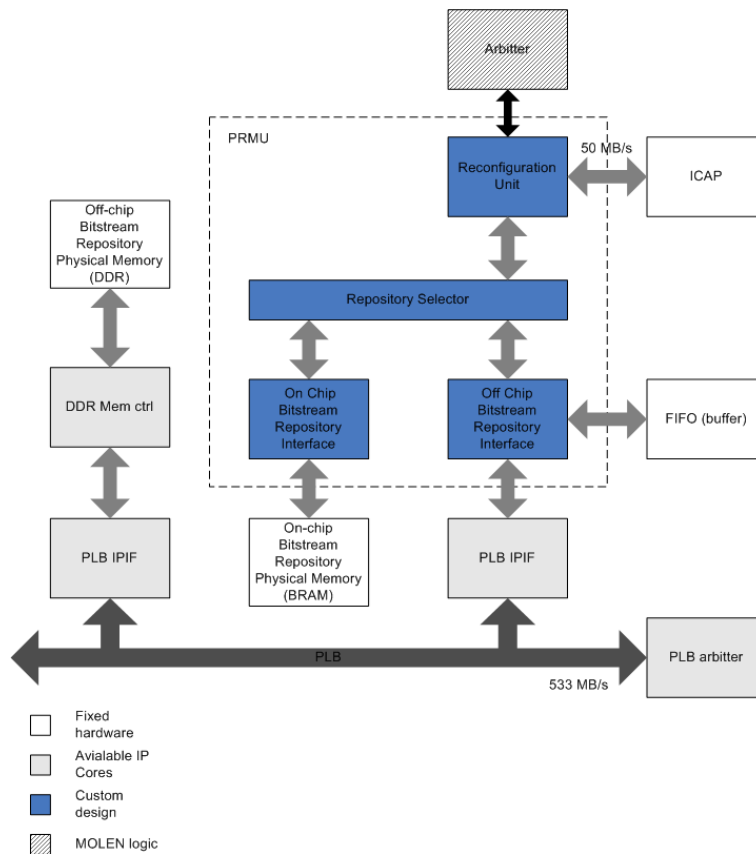 Arbitter
PRMU
50 MB/s
Reconfiguration
Unit
ICAP
Off-chip
Bitstream
Repository
Physical Memory
(DDR)
Repository Selector
DDR Mem ctrl
On Chip
Bitstream
Repository
Interface
Off Chip
Bitstream
Repository
Interface
FIFO (buffer)
PLB IPIF
On-chip
Bitstream
Repository
Physical Memory
(BRAM)
PLB IPIF
PLB
PLB arbitter
533 MB/s
Fixed
hardware
Avialable IP
Cores
Custom
design
MOLEN logic